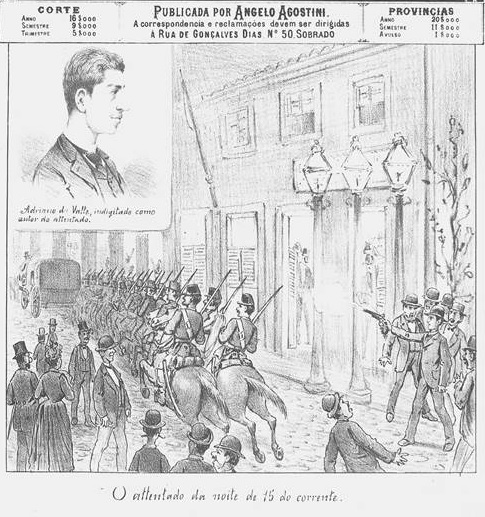 CORTE
ANNO 16$000
SEMESTRE 9$000
TRIMESTRE 5$000
PUBLICADA POR ANGELO AGOSTINI.
A correspondencia e reclamações devem ser dirigidas
À RUA DE GONÇALVES DIAS Nº 50, SOBRADO
PROVINCIAS
ANNO 20$000
SEMESTRE 11$000
AVULSO 1$000
Adriano do Valle, indigitado como
autor do attentado.
O attentado da noite de 15 do corrente.